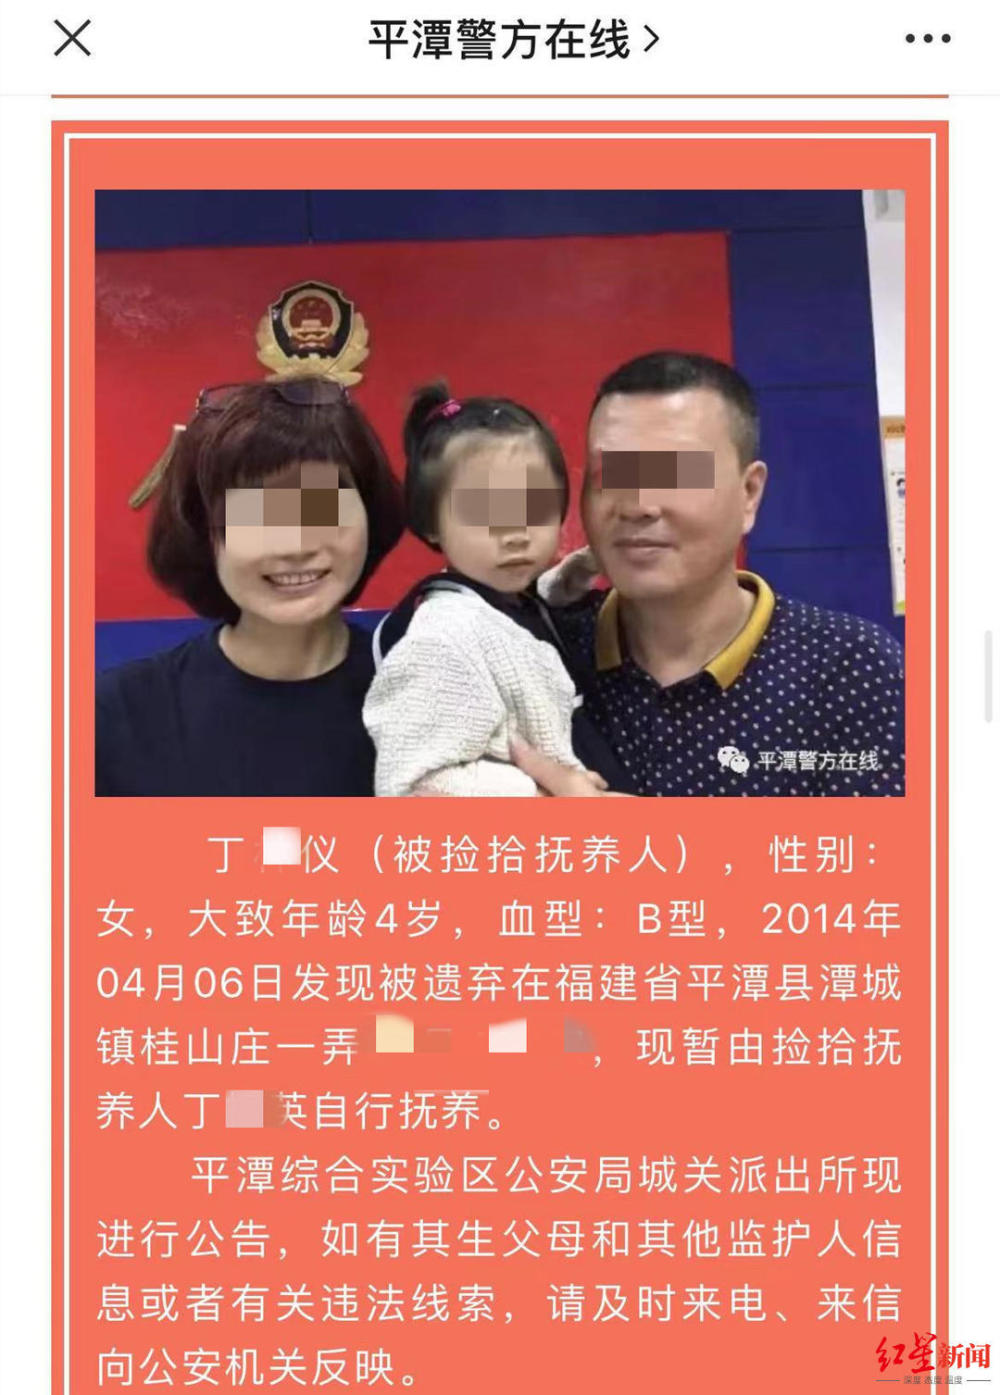 平潭警方在线
平潭警方在线
丁 仪（被捡拾抚养人），性别：
女，大致年龄4岁，血型：B型，2014年
04月06日发现被遗弃在福建省平潭县潭城
镇桂山庄一弄 ，现暂由捡拾抚
养人丁 英自行抚养。
平潭综合实验区公安局城关派出所现
进行公告，如有其生父母和其他监护人信
息或者有关违法线索，请及时来电、来信
向公安机关反映。
红星新闻
深度 态度 温度